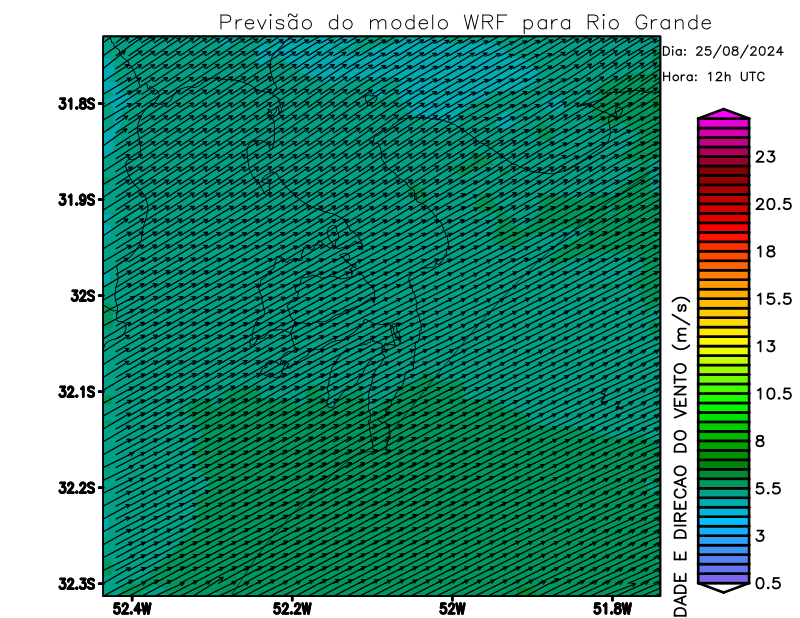 Previsão do modelo WRF para Rio Grande
Dia: 25/08/2024
Hora: 12h UTC
31.8S
31.9S
32S
32.1S
32.2S
32.3S
52.4W
52.2W
52W
51.8W
23
20.5
18
15.5
13
10.5
8
5.5
3
0.5
DADE E DIRECAO DO VENTO (m/s)